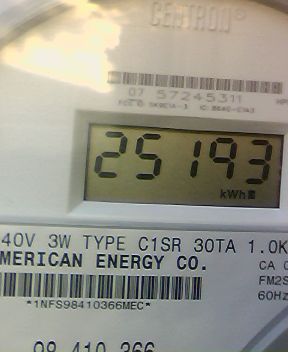 CENTRON®
07 57245311
25193
kWh
40V 3W TYPE C1SR 30TA 1.0K
MERICAN ENERGY CO.
CA 0
FM2S
60Hz
*1NFS98410366MEC*
98 410 366